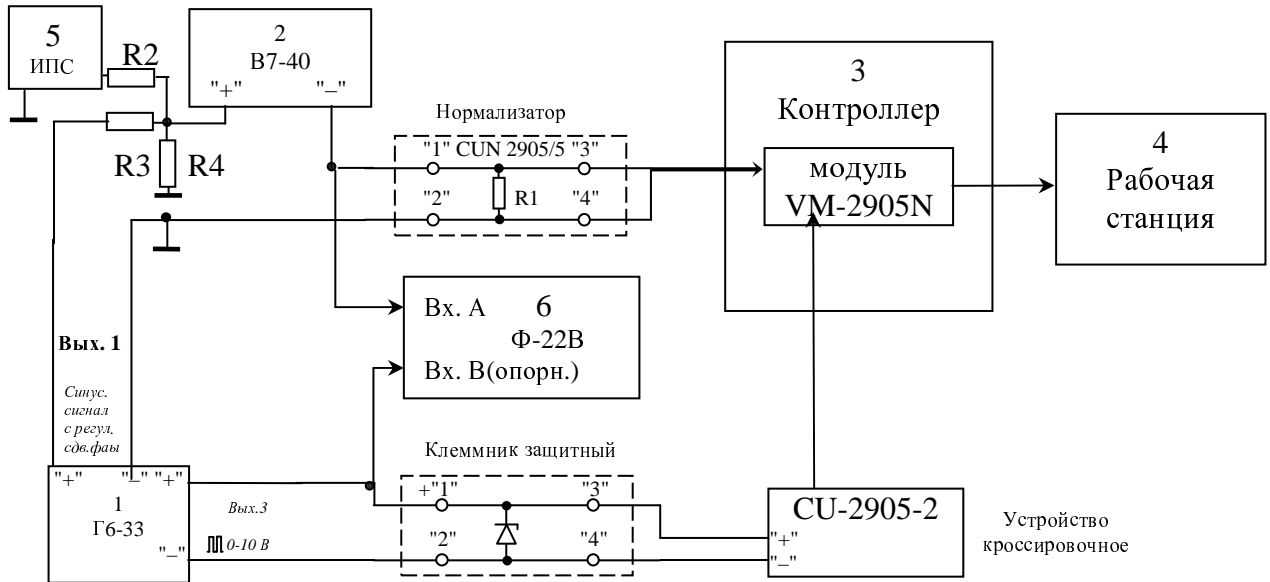 5
ИПС
R2
2
В7-40
"+" "–"
R3 R4
Нормализатор
"1" CUN 2905/5 "3"
"2" R1 "4"
3
Контроллер
модуль
VM-2905N
4
Рабочая
станция
Вх. А 6
Ф-22В
Вх. В(опорн.)
Вых. 1
Синус.
сигнал
с регул.
сдв.фаы
Клеммник защитный
"+" "–" "+"
1
Г6-33
"–"
Вых.3
0-10 В
+"1" "3"
"2" "4"
CU-2905-2
"+"
"–"
Устройство
кроссировочное